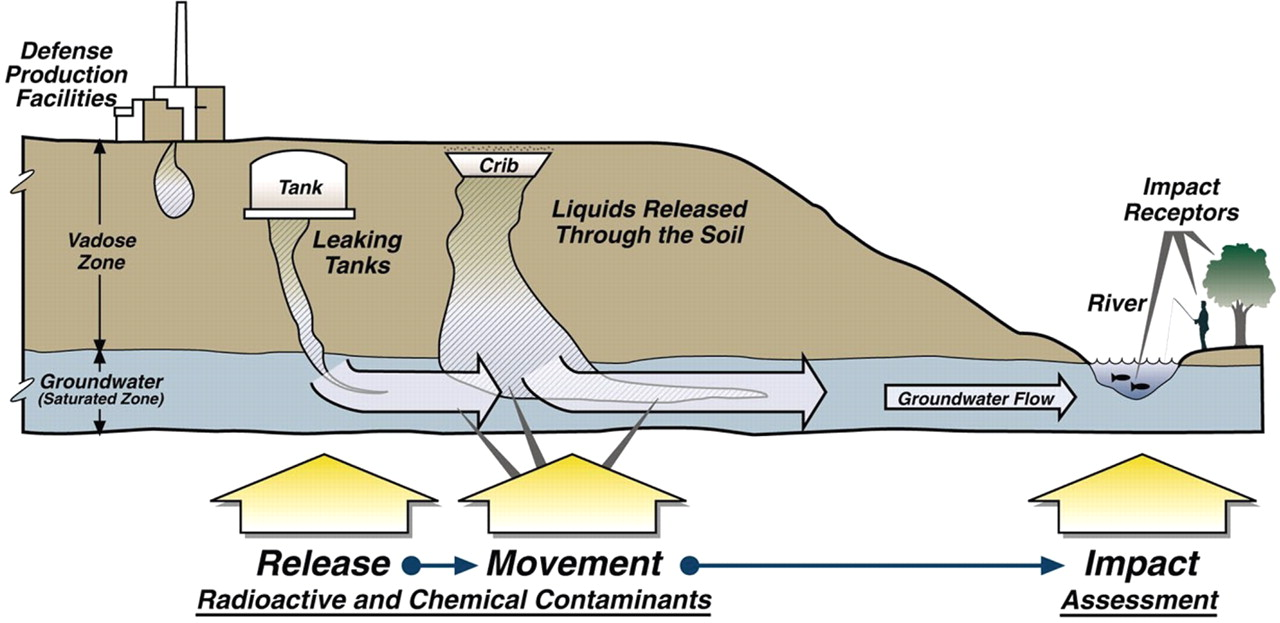 Defense
Production
Facilities
Tank
Crib
Leaking
Tanks
Liquids Released
Through the Soil
Vadose
Zone
Impact
Receptors
River
Groundwater
(Saturated Zone)
Groundwater Flow
Release
Movement
Impact
Radioactive and Chemical Contaminants
Assessment